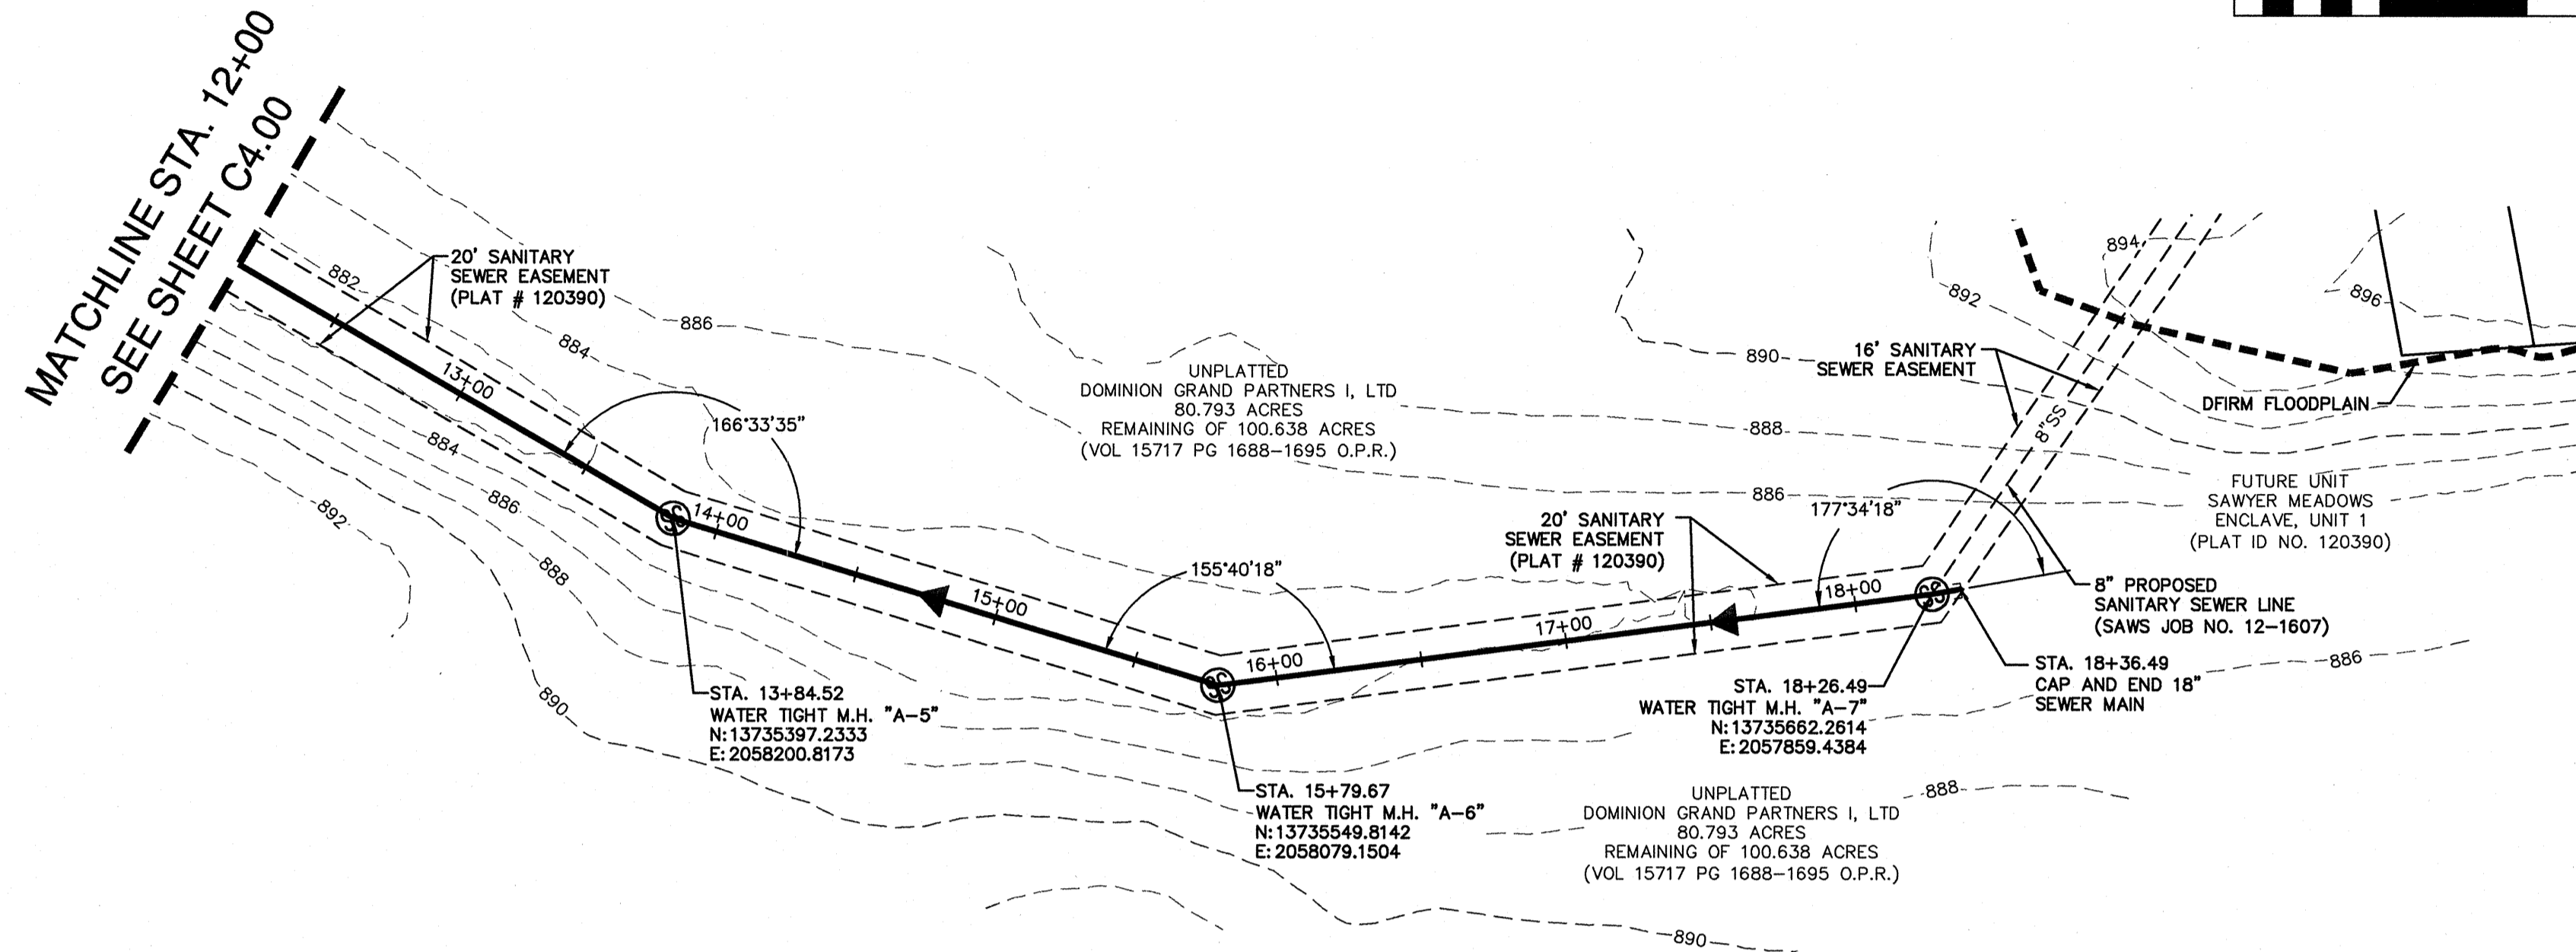 MATCHLINE STA. 12+00
SEE SHEET C4.00
20' SANITARY
SEWER EASEMENT
(PLAT # 120390)
882
884
886
13+00
166°33'35"
884
886
888
892
890
14+00
15+00
STA. 13+84.52
WATER TIGHT M.H. "A-5"
N:13735397.2333
E:2058200.8173
UNPLATTED
DOMINION GRAND PARTNERS I, LTD
80.793 ACRES
REMAINING OF 100.638 ACRES
(VOL 15717 PG 1688-1695 O.P.R.)
155°40'18"
16+00
STA. 15+79.67
WATER TIGHT M.H. "A-6"
N:13735549.8142
E:2058079.1504
890
888
886
20' SANITARY
SEWER EASEMENT
(PLAT # 120390)
17+00
177°34'18"
18+00
16' SANITARY
SEWER EASEMENT
892
894
896
8"SS
DFIRM FLOODPLAIN
FUTURE UNIT
SAWYER MEADOWS
ENCLAVE, UNIT 1
(PLAT ID NO. 120390)
8" PROPOSED
SANITARY SEWER LINE
(SAWS JOB NO. 12-1607)
STA. 18+36.49
CAP AND END 18"
SEWER MAIN
886
STA. 18+26.49
WATER TIGHT M.H. "A-7"
N:13735662.2614
E:2057859.4384
UNPLATTED
DOMINION GRAND PARTNERS I, LTD
80.793 ACRES
REMAINING OF 100.638 ACRES
(VOL 15717 PG 1688-1695 O.P.R.)
888
890
SS
SS
SS